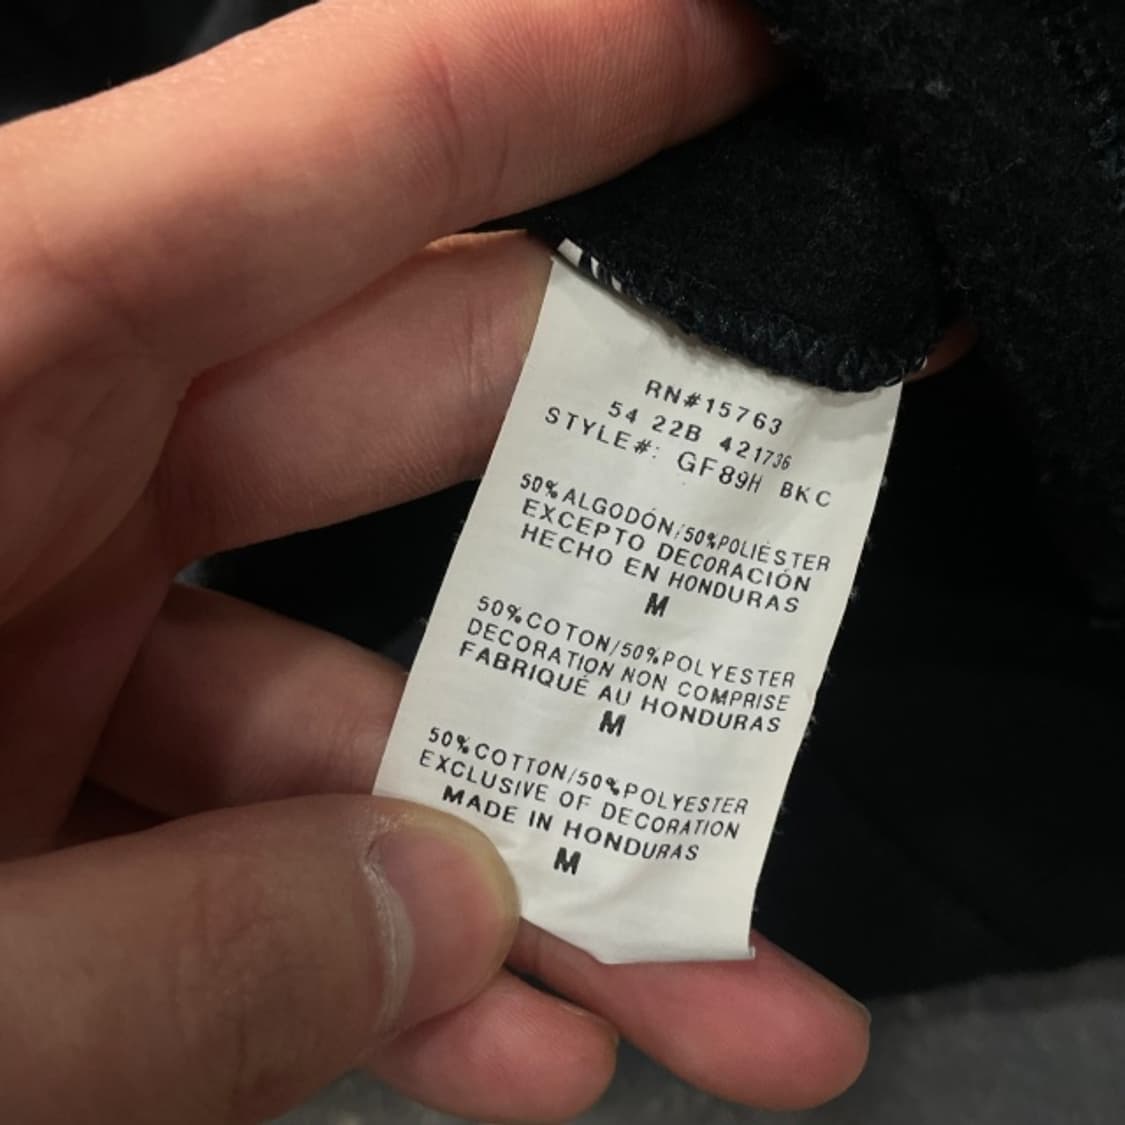 RN#15763
54 22B 421736
STYLE#: GF89H BKC
50%ALGODÓN/50%POLIÉSTER
EXCEPTO DECORACIÓN
HECHO EN HONDURAS
M
50%COTON/50%POLYESTER
DECORATION NON COMPRISE
FABRIQUÉ AU HONDURAS
M
50%COTTON/50%POLYESTER
EXCLUSIVE OF DECORATION
MADE IN HONDURAS
M